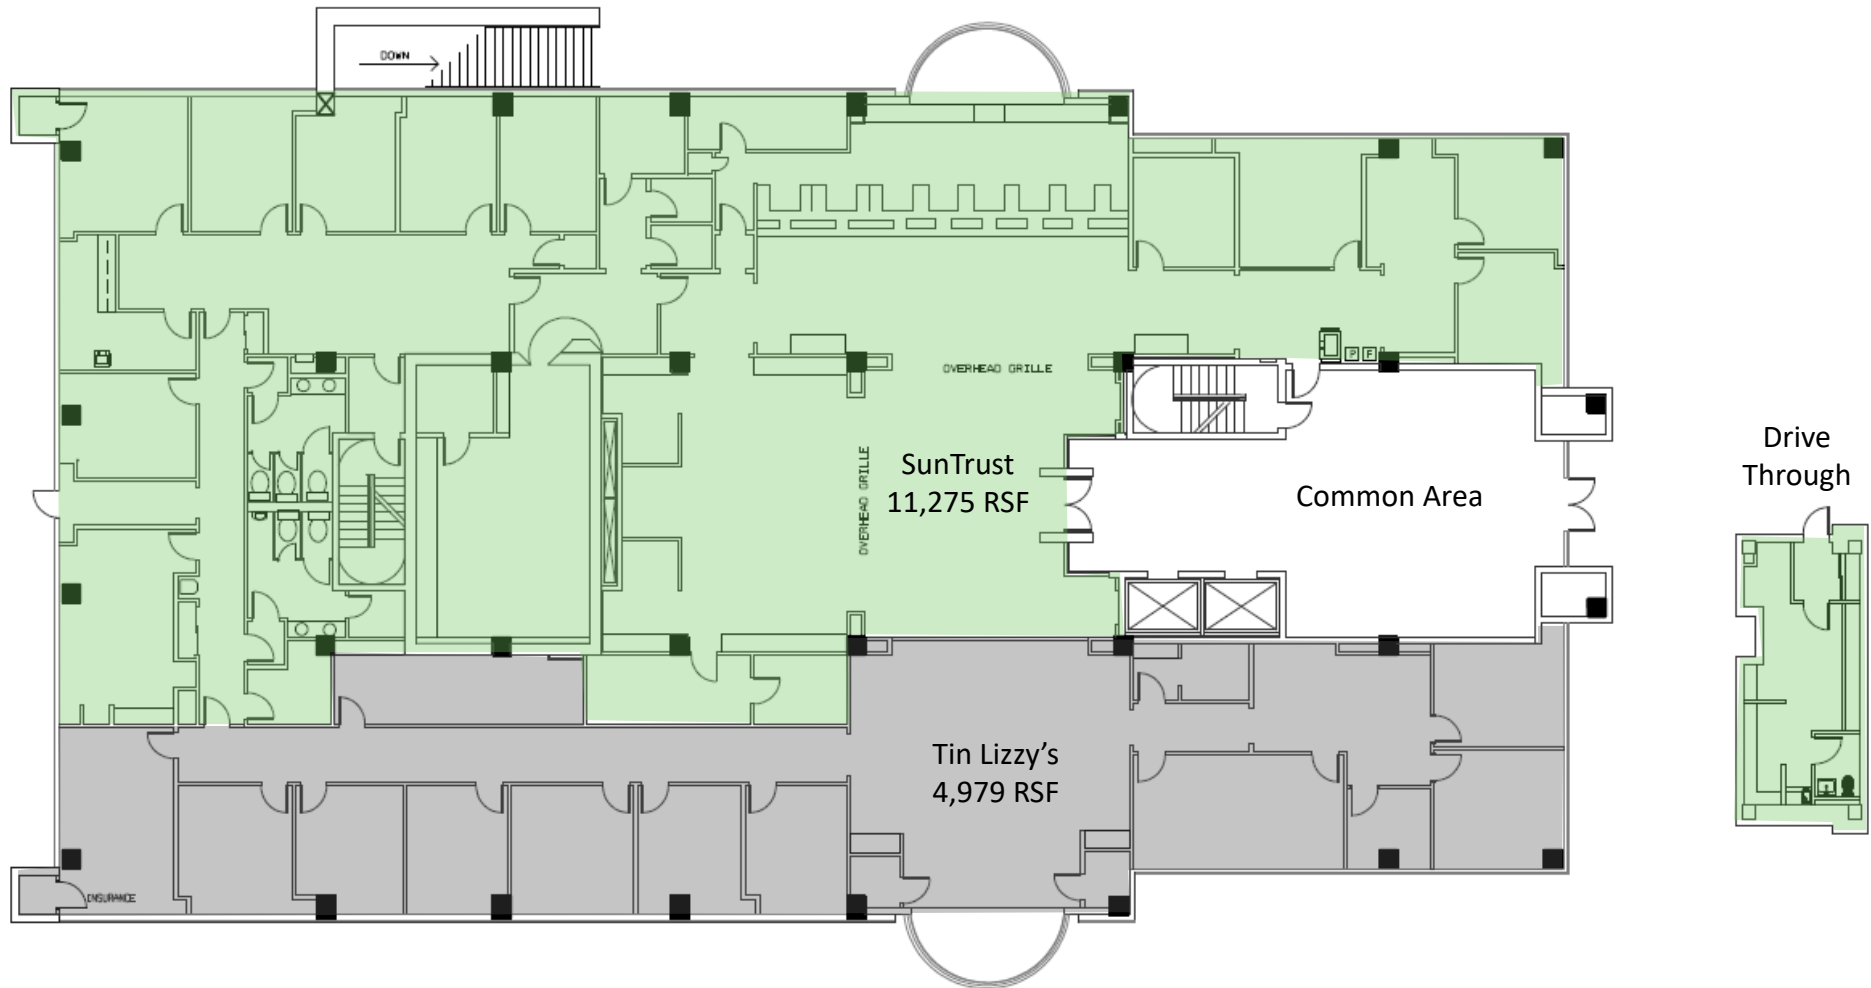 DOWN
OVERHEAD GRILLE
OVERHEAD GRILLE
SunTrust
11,275 RSF
Common Area
P F
Drive
Through
Tin Lizzy's
4,979 RSF
INSURANCE